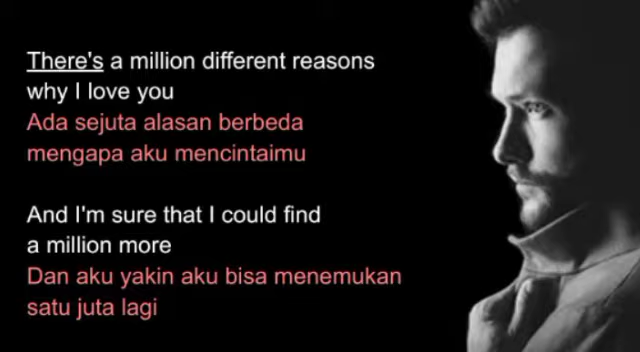 There's a million different reasons
why I love you
Ada sejuta alasan berbeda
mengapa aku mencintaimu
And I'm sure that I could find
a million more
Dan aku yakin aku bisa menemukan
satu juta lagi